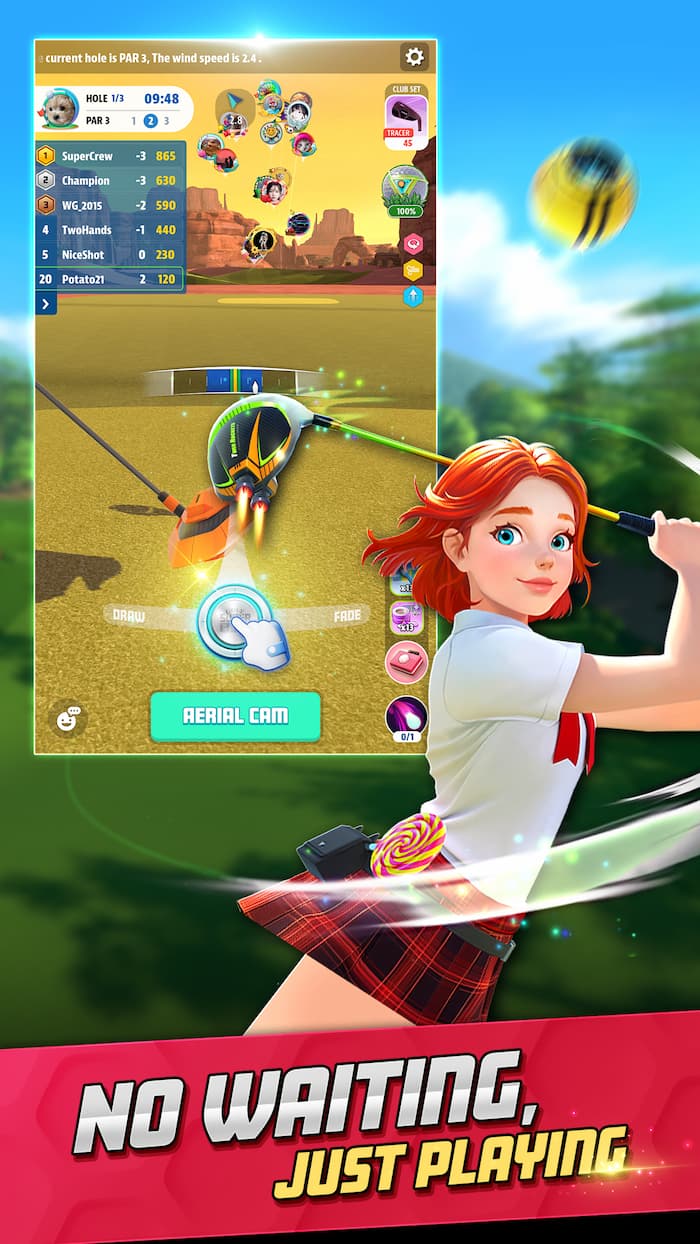 current hole is PAR 3, The wind speed is 2.4 .
CLUB SET
HOLE 1/3 09:48
PAR 3 1 2 3
2.8
TRACER
45
1 SuperCrew -3 865
2 Champion -3 630
3 WG_2015 -2 590
4 TwoHands -1 440
5 NiceShot 0 230
20 Potato21 2 120
100%
DRAW
FADE
x13
x13
AERIAL CAM
0/1
NO WAITING,
JUST PLAYING